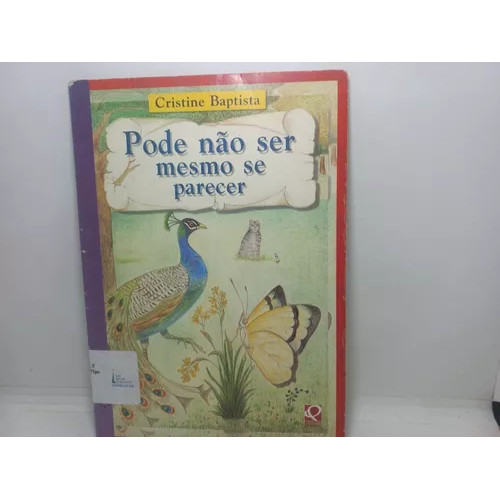 Cristine Baptista
Pode não ser
mesmo se
parecer